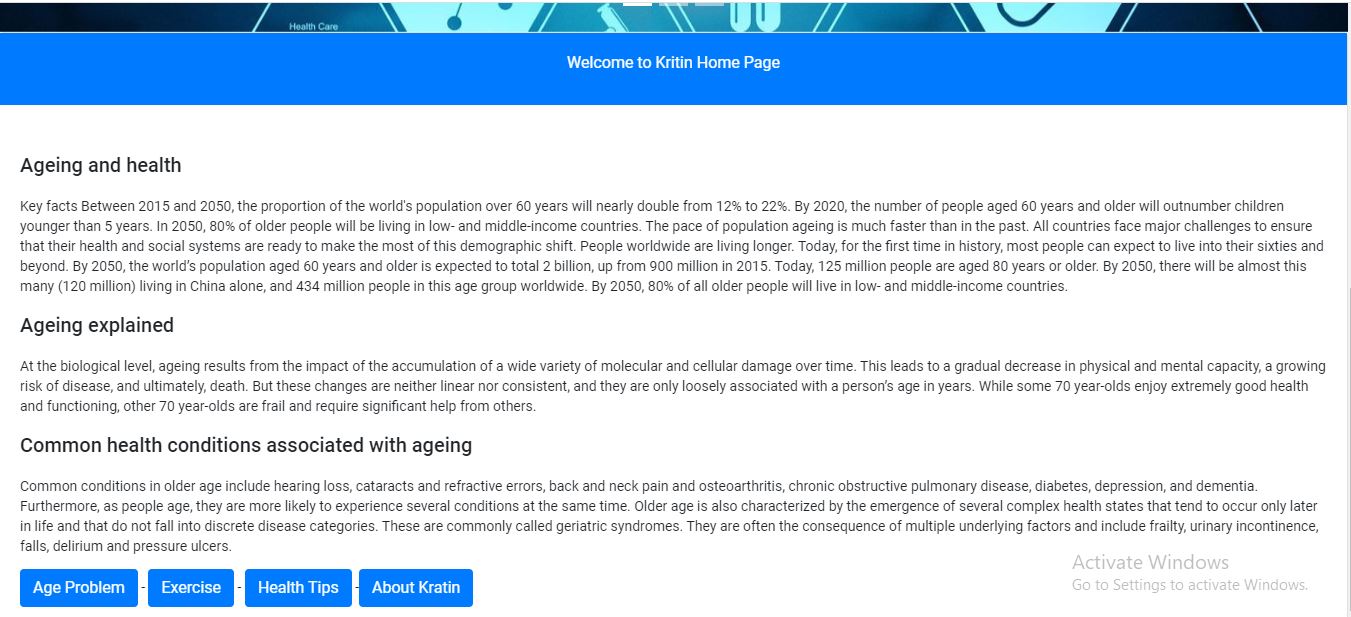 Health Care
Welcome to Kritin Home Page
Ageing and health
Key facts Between 2015 and 2050, the proportion of the world's population over 60 years will nearly double from 12% to 22%. By 2020, the number of people aged 60 years and older will outnumber children
younger than 5 years. In 2050, 80% of older people will be living in low- and middle-income countries. The pace of population ageing is much faster than in the past. All countries face major challenges to ensure
that their health and social systems are ready to make the most of this demographic shift. People worldwide are living longer. Today, for the first time in history, most people can expect to live into their sixties and
beyond. By 2050, the world’s population aged 60 years and older is expected to total 2 billion, up from 900 million in 2015. Today, 125 million people are aged 80 years or older. By 2050, there will be almost this
many (120 million) living in China alone, and 434 million people in this age group worldwide. By 2050, 80% of all older people will live in low- and middle-income countries.
Ageing explained
At the biological level, ageing results from the impact of the accumulation of a wide variety of molecular and cellular damage over time. This leads to a gradual decrease in physical and mental capacity, a growing
risk of disease, and ultimately, death. But these changes are neither linear nor consistent, and they are only loosely associated with a person’s age in years. While some 70 year-olds enjoy extremely good health
and functioning, other 70 year-olds are frail and require significant help from others.
Common health conditions associated with ageing
Common conditions in older age include hearing loss, cataracts and refractive errors, back and neck pain and osteoarthritis, chronic obstructive pulmonary disease, diabetes, depression, and dementia.
Furthermore, as people age, they are more likely to experience several conditions at the same time. Older age is also characterized by the emergence of several complex health states that tend to occur only later
in life and that do not fall into discrete disease categories. These are commonly called geriatric syndromes. They are often the consequence of multiple underlying factors and include frailty, urinary incontinence,
falls, delirium and pressure ulcers.
Age Problem - Exercise - Health Tips - About Kratin
Activate Windows
Go to Settings to activate Windows.